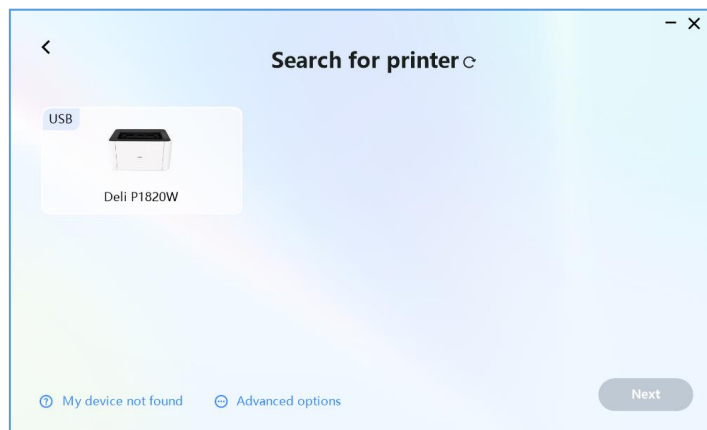 Search for printer
USB
Deli P1820W
My device not found
Advanced options
Next